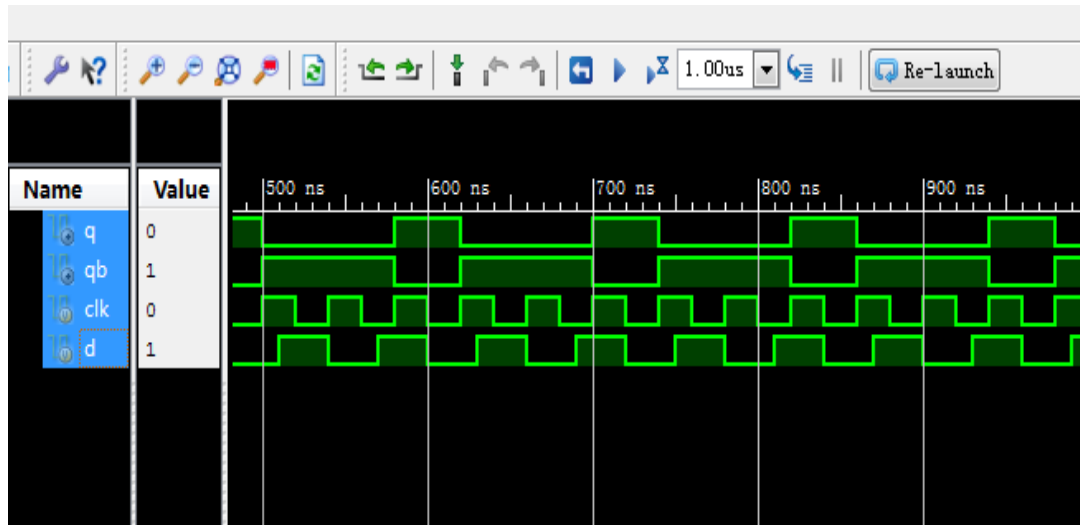 1.00us Re-launch
Name Value 500 ns 600 ns 700 ns 800 ns 900 ns
q 0
qb 1
clk 0
d 1